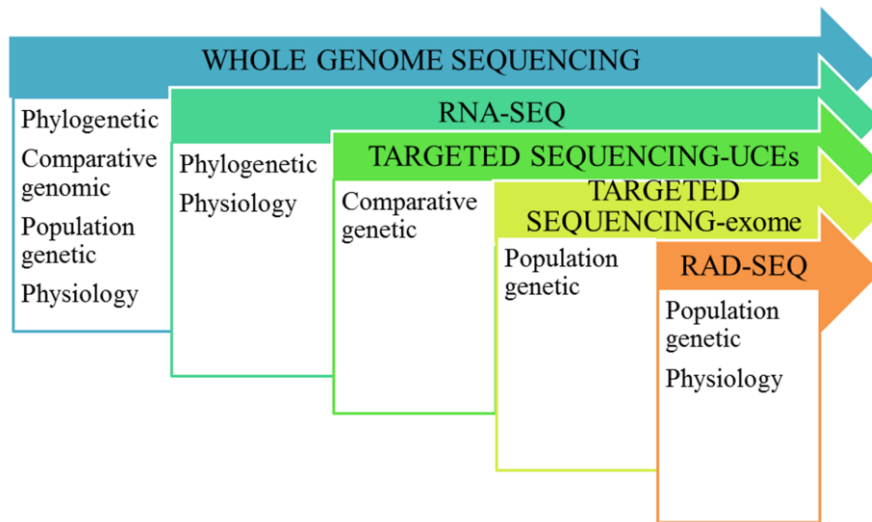 WHOLE GENOME SEQUENCING
Phylogenetic
Comparative
genomic
Population
genetic
Physiology
RNA-SEQ
Phylogenetic
Physiology
TARGETED SEQUENCING-UCEs
Comparative
genetic
TARGETED
SEQUENCING-exome
Population
genetic
RAD-SEQ
Population
genetic
Physiology